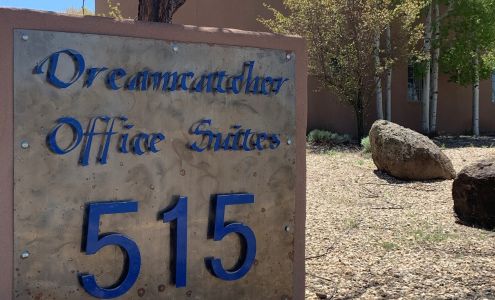 Dreamcatcher
Office Suites
515